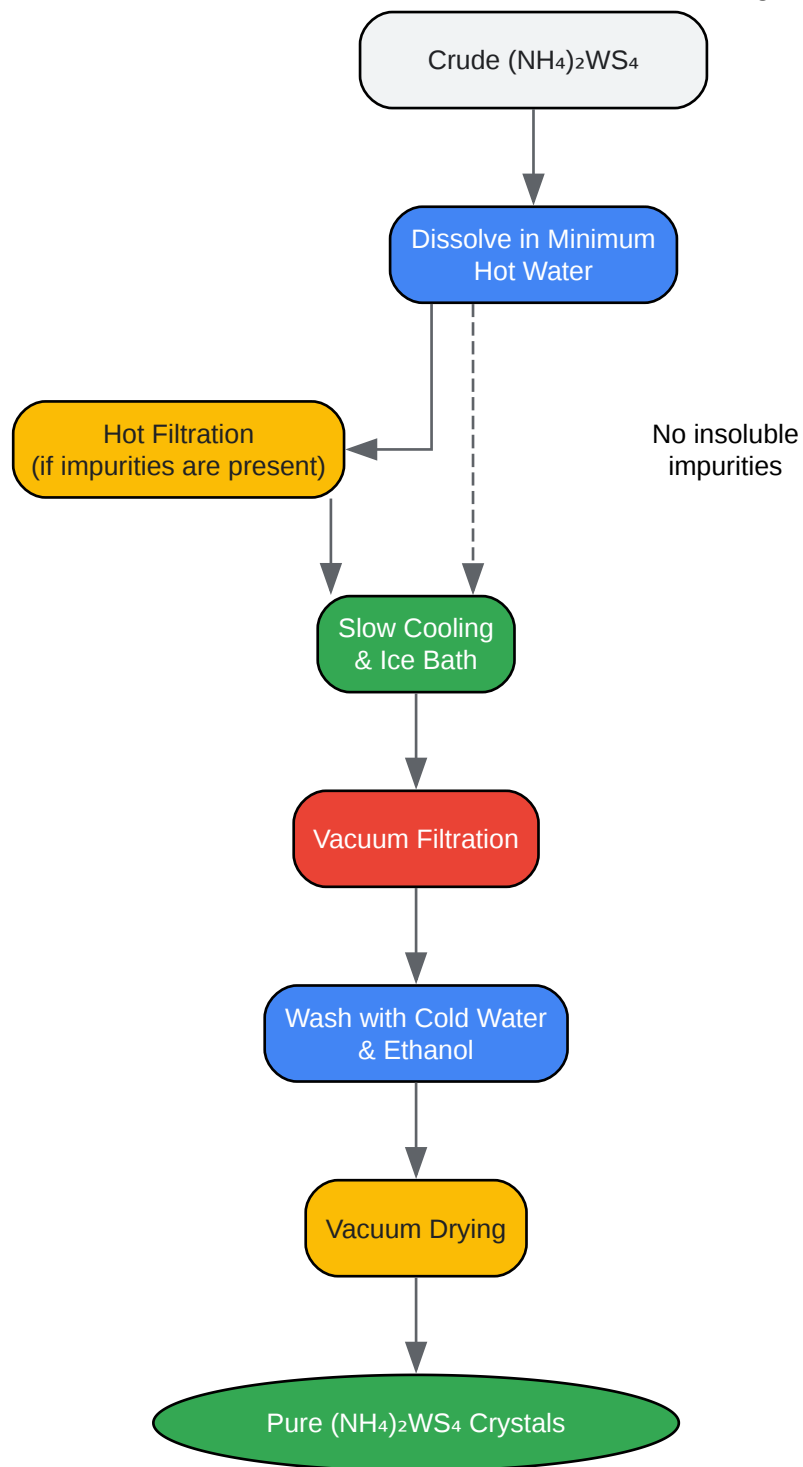 Crude (NH₄)₂WS₄
Dissolve in Minimum
Hot Water
Hot Filtration
(if impurities are present)
No insoluble
impurities
Slow Cooling
& Ice Bath
Vacuum Filtration
Wash with Cold Water
& Ethanol
Vacuum Drying
Pure (NH₄)₂WS₄ Crystals